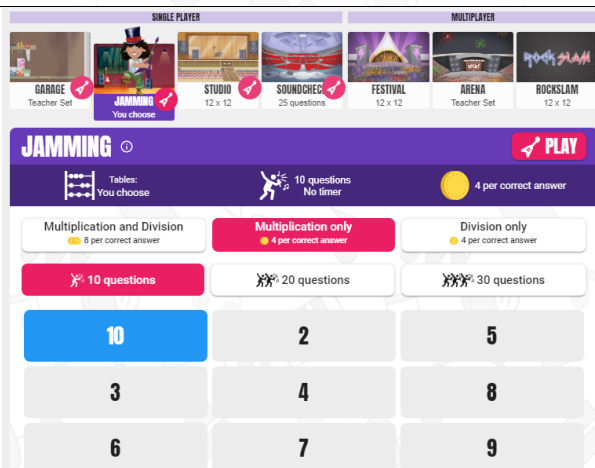 SINGLE PLAYER
MULTIPLAYER
GARAGE
Teacher Set
JAMMING
You choose
STUDIO
12 x 12
SOUNDCHEC
25 questions
FESTIVAL
12 x 12
ARENA
Teacher Set
ROCK SLAM
ROCKSLAM
12 x 12
JAMMING
PLAY
Tables:
You choose
10 questions
No timer
4 per correct answer
Multiplication and Division
8 per correct answer
Multiplication only
4 per correct answer
Division only
4 per correct answer
10 questions
20 questions
30 questions
10
2
5
3
4
8
6
7
9